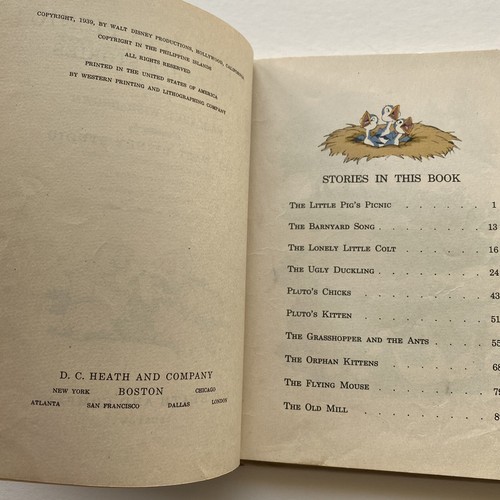 COPYRIGHT, 1939, BY WALT DISNEY PRODUCTIONS, HOLLYWOOD, CALIFORNIA
COPYRIGHT IN THE PHILIPPINE ISLANDS
ALL RIGHTS RESERVED
PRINTED IN THE UNITED STATES OF AMERICA
BY WESTERN PRINTING AND LITHOGRAPHING COMPANY
D. C. HEATH AND COMPANY
NEW YORK BOSTON CHICAGO
ATLANTA SAN FRANCISCO DALLAS LONDON
STORIES IN THIS BOOK
THE LITTLE PIG'S PICNIC . . . . . . 1
THE BARNYARD SONG . . . . . . . 13
THE LONELY LITTLE COLT . . . . . . 16
THE UGLY DUCKLING . . . . . . . 24
PLUTO'S CHICKS . . . . . . . . 43
PLUTO'S KITTEN . . . . . . . . 51
THE GRASSHOPPER AND THE ANTS . . . . 55
THE ORPHAN KITTENS . . . . . . . 68
THE FLYING MOUSE . . . . . . . 79
THE OLD MILL . . . . . . . .